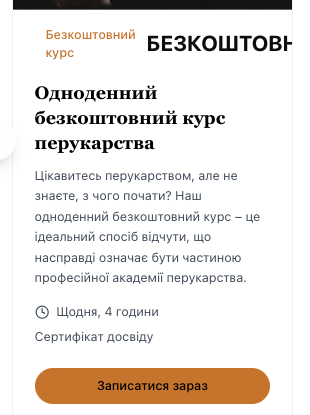 Безкоштовний
курс
БЕЗКОШТОВН
Одноденний
безкоштовний курс
перукарства
Цікавитесь перукарством, але не
знаєте, з чого почати? Наш
одноденний безкоштовний курс – це
ідеальний спосіб відчути, що
насправді означає бути частиною
професійної академії перукарства.
Щодня, 4 години
Сертифікат досвіду
Записатися зараз